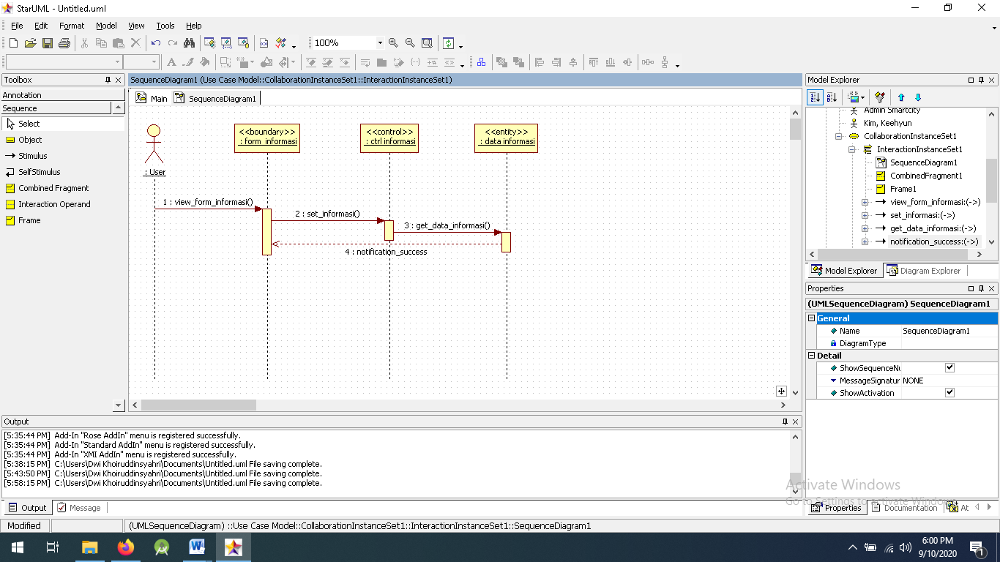 StarUML - Untitled.uml
File Edit Format Model View Tools Help
100%
Toolbox
Annotation
Sequence
Select
Object
Stimulus
SelfStimulus
Combined Fragment
Interaction Operand
Frame
SequenceDiagram1 (Use Case Model::CollaborationInstanceSet1::InteractionInstanceSet1)
Main SequenceDiagram1
: User
<<boundary>>
: form_informasi
<<control>>
: ctrl informasi
<<entity>>
: data informasi
1 : view_form_informasi()
2 : set_informasi()
3 : get_data_informasi()
4 : notification_success
Model Explorer
Admin Smartcity
Kim, Keehyun
CollaborationInstanceSet1
InteractionInstanceSet1
SequenceDiagram1
CombinedFragment1
Frame1
view_form_informasi:(->)
set_informasi:(->)
get_data_informasi:(->)
notification_success:(->)
Model Explorer Diagram Explorer
Properties
(UMLSequenceDiagram) SequenceDiagram1
General
Name SequenceDiagram1
DiagramType
Detail
ShowSequenceNu
MessageSignatur NONE
ShowActivation
Output
[5:35:44 PM] Add-In "Rose AddIn" menu is registered successfully.
[5:35:44 PM] Add-In "Standard AddIn" menu is registered successfully.
[5:35:44 PM] Add-In "XMI AddIn" menu is registered successfully.
[5:38:15 PM] C:\Users\Dwi Khoiruddinsyahri\Documents\Untitled.uml File saving complete.
[5:43:50 PM] C:\Users\Dwi Khoiruddinsyahri\Documents\Untitled.uml File saving complete.
[5:58:15 PM] C:\Users\Dwi Khoiruddinsyahri\Documents\Untitled.uml File saving complete.
Activate Windows
Go to Settings to activate Windows.
Output Message
Properties Documentation At
Modified
(UMLSequenceDiagram) ::Use Case Model::CollaborationInstanceSet1::InteractionInstanceSet1::SequenceDiagram1
6:00 PM
9/10/2020
1